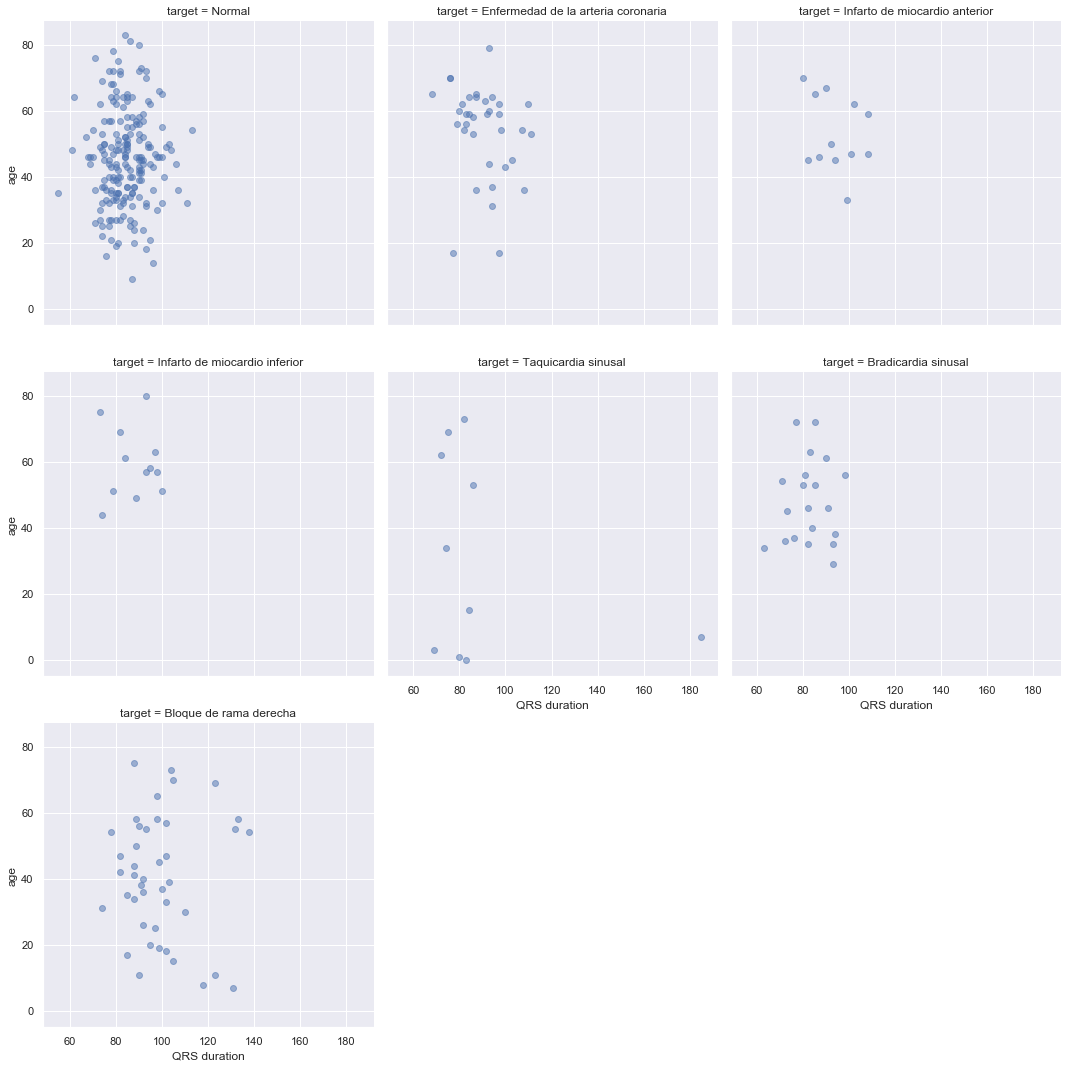 target = Normal
target = Enfermedad de la arteria coronaria
target = Infarto de miocardio anterior
80
60
40
20
0
age
target = Infarto de miocardio inferior
target = Taquicardia sinusal
target = Bradicardia sinusal
80
60
40
20
0
age
60 80 100 120 140 160 180
QRS duration
60 80 100 120 140 160 180
QRS duration
target = Bloque de rama derecha
80
60
40
20
0
age
60 80 100 120 140 160 180
QRS duration